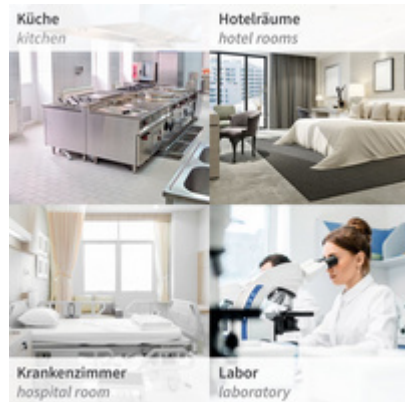 Küche
kitchen
Hotelräume
hotel rooms
Krankenzimmer
hospital room
Labor
laboratory